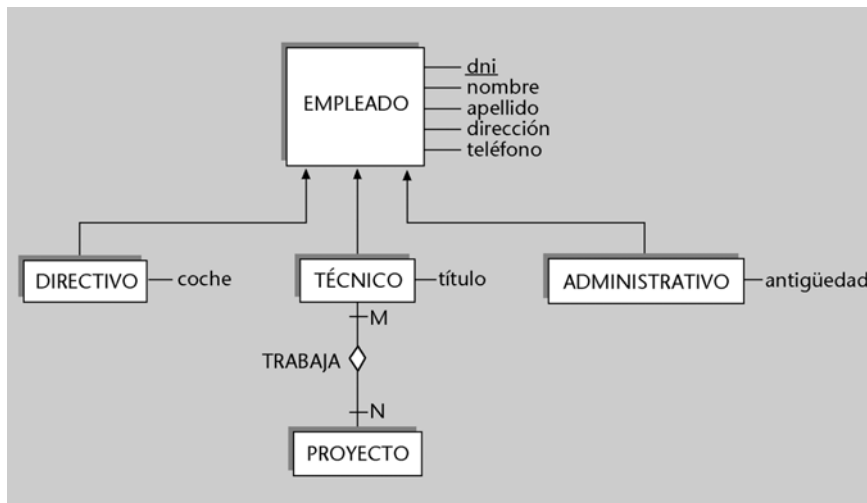 EMPLEADO
dni
nombre
apellido
dirección
teléfono
DIRECTIVO
coche
TÉCNICO
título
ADMINISTRATIVO
antigüedad
M
TRABAJA
N
PROYECTO